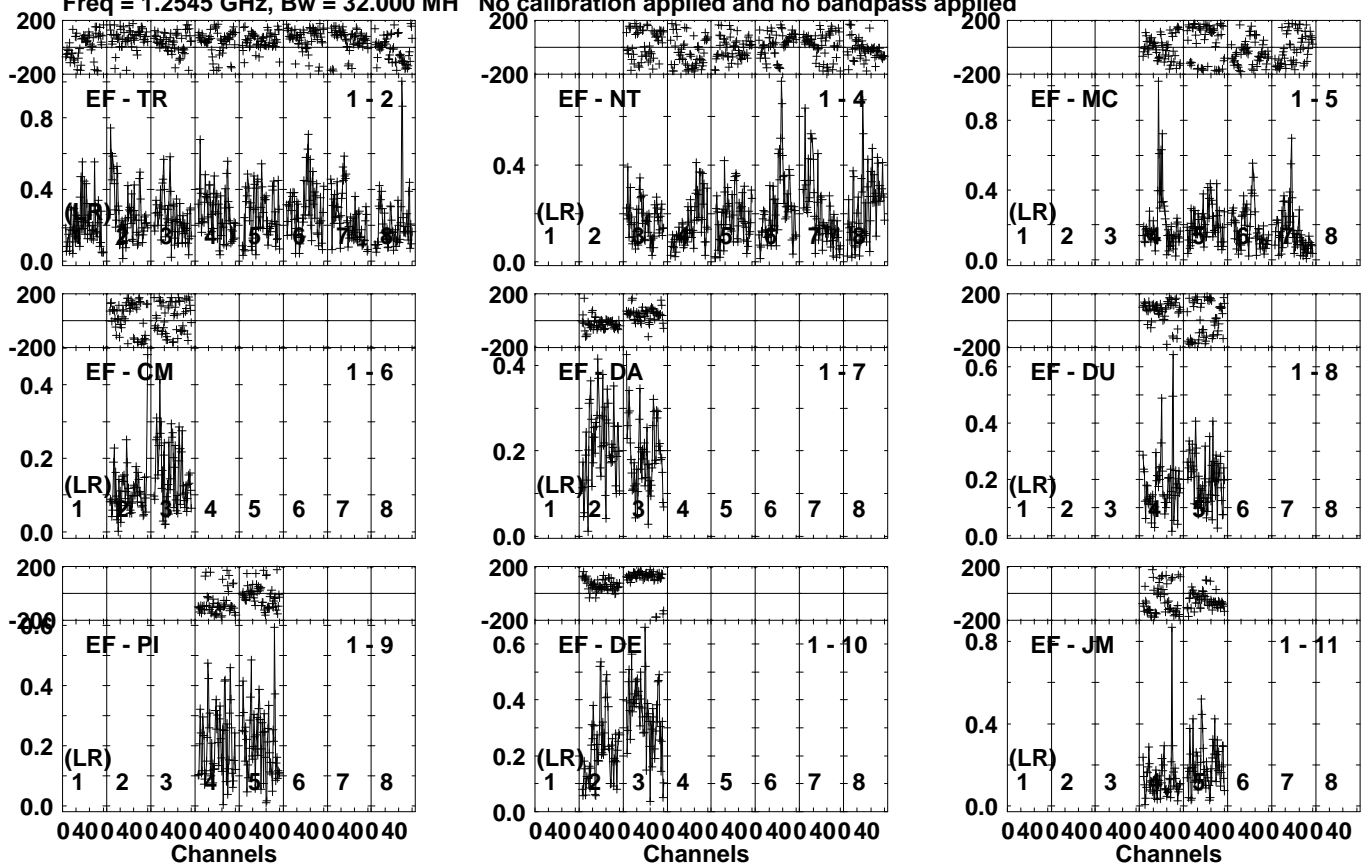 Freq = 1.2545 GHz, Bw = 32.000 MH No calibration applied and no bandpass applied
200 200 200
-200 -200 -200
EF - TR 1 - 2 EF - NT 1 - 4 EF - MC 1 - 5
0.8 0.8
0.4 0.4 0.4
(LR) (LR) (LR)
1 2 3 4 5 6 7 8 1 2 3 4 5 6 7 8 1 2 3 4 5 6 7 8
0.0 0.0 0.0
200 200 200
-200 -200 -200
EF - CM 1 - 6 EF - DA 1 - 7 EF - DU 1 - 8
0.4 0.4 0.6
0.4
0.2 0.2 0.2
(LR) (LR) (LR)
1 2 3 4 5 6 7 8 1 2 3 4 5 6 7 8 1 2 3 4 5 6 7 8
0.0 0.0 0.0
200 200 200
-200 -200 -200
0.6 EF - PI 1 - 9 EF - DE 1 - 10 EF - JM 1 - 11
0.6 0.8
0.4 0.4 0.4
0.2 0.2
(LR) (LR) (LR)
1 2 3 4 5 6 7 8 1 2 3 4 5 6 7 8 1 2 3 4 5 6 7 8
0.0 0.0 0.0
0 40 0 40 0 40 0 40 0 40 0 40 0 40 0 40 0 40 0 40 0 40 0 40 0 40 0 40 0 40 0 40 0 40 0 40 0 40 0 40 0 40 0 40 0 40 0 40
Channels Channels Channels